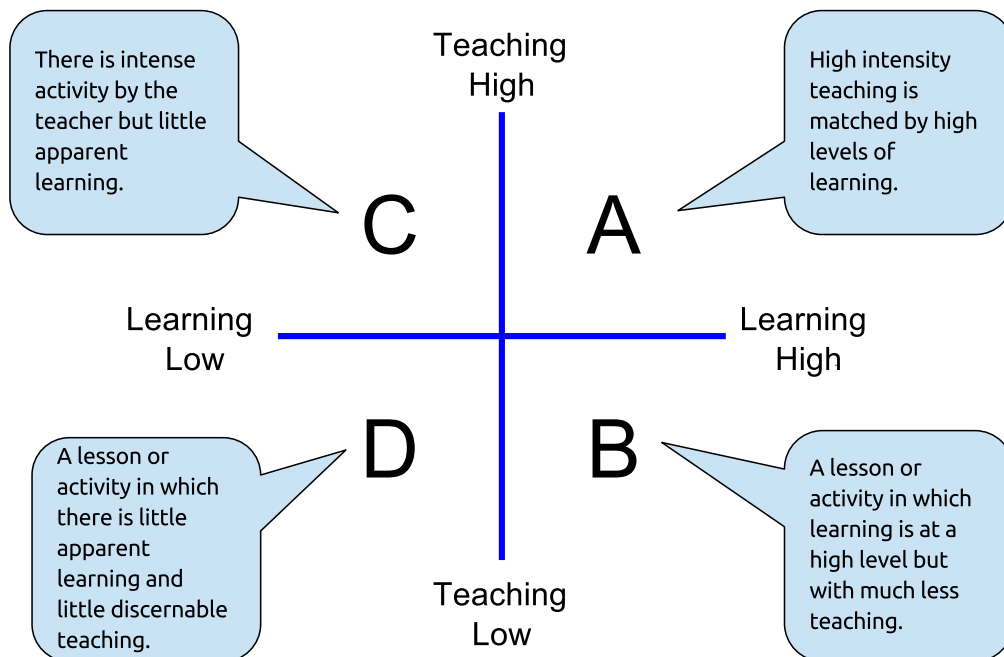 There is intense
activity by the
teacher but little
apparent
learning.
Teaching
High
High intensity
teaching is
matched by high
levels of
learning.
C
A
Learning
Low
Learning
High
D
B
A lesson or
activity in which
there is little
apparent
learning and
little discernable
teaching.
Teaching
Low
A lesson or
activity in which
learning is at a
high level but
with much less
teaching.